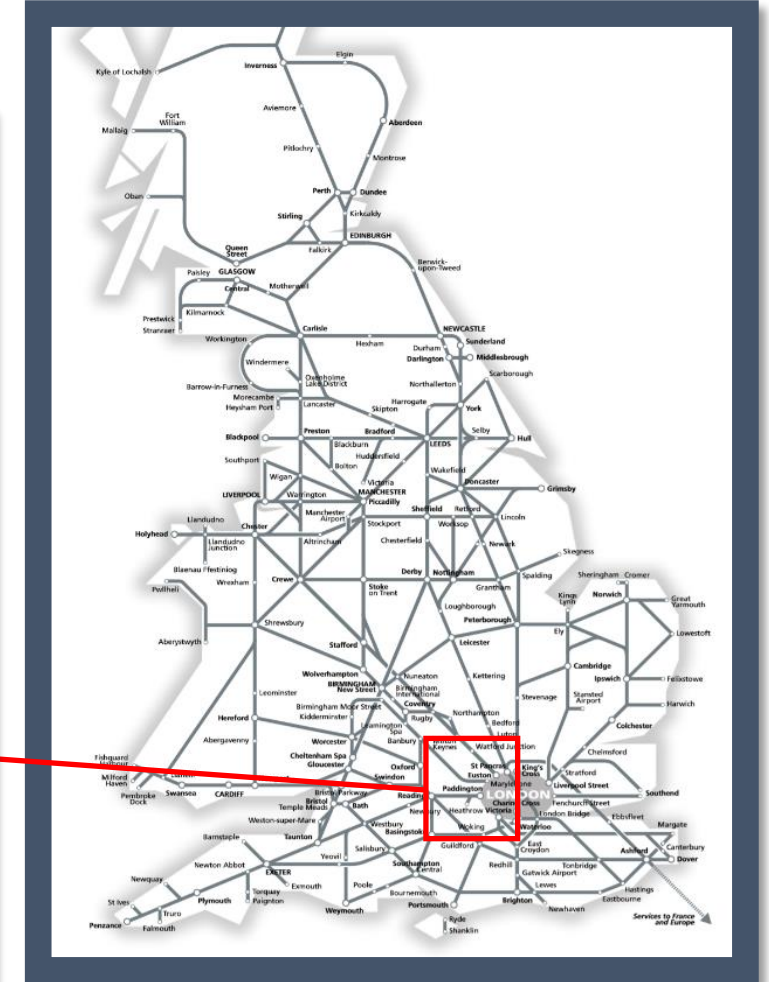 Elgin
Inverness
Kyle of Lochalsh
Aviemore
Fort
William
Mallaig
Aberdeen
Pitlochry
Montrose
Perth
Dundee
Oban
Stirling
Kirkcaldy
EDINBURGH
Queen
Street
Falkirk
Berwick-
upon-Tweed
Paisley
GLASGOW
Central
Motherwell
Prestwick
Kilmarnock
Stranraer
Carlisle
NEWCASTLE
Workington
Hexham
Sunderland
Durham
Darlington
Middlesbrough
Windermere
Scarborough
Oxenholme
Lake District
Barrow-in-Furness
Northallerton
Morecambe
Lancaster
Harrogate
York
Heysham Port
Skipton
Blackpool
Preston
Bradford
Selby
Hull
Blackburn
LEEDS
Huddersfield
Southport
Bolton
Wakefield
Wigan
Victoria
Doncaster
LIVERPOOL
Warrington
MANCHESTER
Piccadilly
Grimsby
Manchester
Airport
Sheffield
Retford
Llandudno
Stockport
Worksop
Lincoln
Holyhead
Chester
Llandudno
Junction
Altrincham
Chesterfield
Newark
Skegness
Blaenau Ffestiniog
Derby
Nottingham
Pwllheli
Wrexham
Crewe
Stoke
on Trent
Grantham
Spalding
Sheringham
Cromer
Kings
Lynn
Norwich
Great
Yarmouth
Loughborough
Shrewsbury
Peterborough
Aberystwyth
Stafford
Leicester
Ely
Lowestoft
Wolverhampton
Nuneaton
Kettering
Cambridge
BIRMINGHAM
New Street
Birmingham
International
Ipswich
Felixstowe
Leominster
Coventry
Stevenage
Stansted
Airport
Birmingham Moor Street
Northampton
Harwich
Hereford
Kidderminster
Rugby
Bedford
Leamington
Spa
Colchester
Abergavenny
Worcester
Banbury
Keynes
Luton
Watford Junction
Chelmsford
Cheltenham Spa
Fishguard
Harbour
Gloucester
Oxford
St Pancras
King's
Cross
Stratford
Milford
Haven
Swindon
Euston
Marylebone
Liverpool Street
Pembroke
Dock
Swansea
CARDIFF
Bristol Parkway
Reading
Paddington
LONDON
Southend
Bristol
Temple Meads
Bath
Newbury
Heathrow
Victoria
Charing Cross
Fenchurch Street
Weston-super-Mare
London Bridge
Ebbsfleet
Westbury
Basingstoke
Woking
Waterloo
Margate
Barnstaple
Taunton
Salisbury
Guildford
East
Croydon
Ashford
Canterbury
Newton Abbot
Yeovil
Southampton
Central
Redhill
Tonbridge
Dover
EXETER
Gatwick Airport
Newquay
Exmouth
Poole
Lewes
Hastings
Torquay
Paignton
Bournemouth
Eastbourne
St Ives
Plymouth
Weymouth
Portsmouth
Brighton
Newhaven
Truro
Ryde
Services to France
and Europe
Penzance
Falmouth
Shanklin